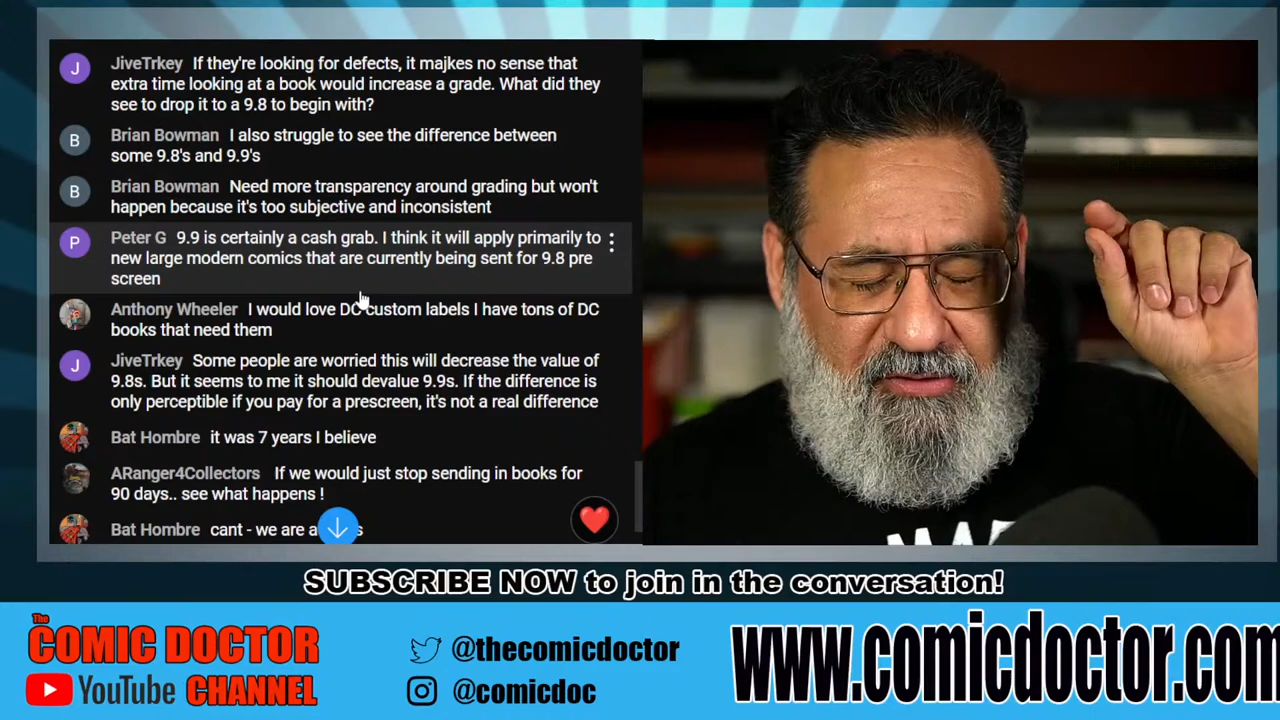 J JiveTrkey If they're looking for defects, it majkes no sense that
extra time looking at a book would increase a grade. What did they
see to drop it to a 9.8 to begin with?
B Brian Bowman I also struggle to see the difference between
some 9.8's and 9.9's
B Brian Bowman Need more transparency around grading but won't
happen because it's too subjective and inconsistent
P Peter G 9.9 is certainly a cash grab. I think it will apply primarily to
new large modern comics that are currently being sent for 9.8 pre
screen
Anthony Wheeler I would love DC custom labels I have tons of DC
books that need them
J JiveTrkey Some people are worried this will decrease the value of
9.8s. But it seems to me it should devalue 9.9s. If the difference is
only perceptible if you pay for a prescreen, it's not a real difference
Bat Hombre it was 7 years I believe
ARanger4Collectors If we would just stop sending in books for
90 days.. see what happens !
Bat Hombre cant - we are
SUBSCRIBE NOW to join in the conversation!
The
COMIC DOCTOR
YouTube CHANNEL
@thecomicdoctor
@comicdoc
www.comicdoctor.com